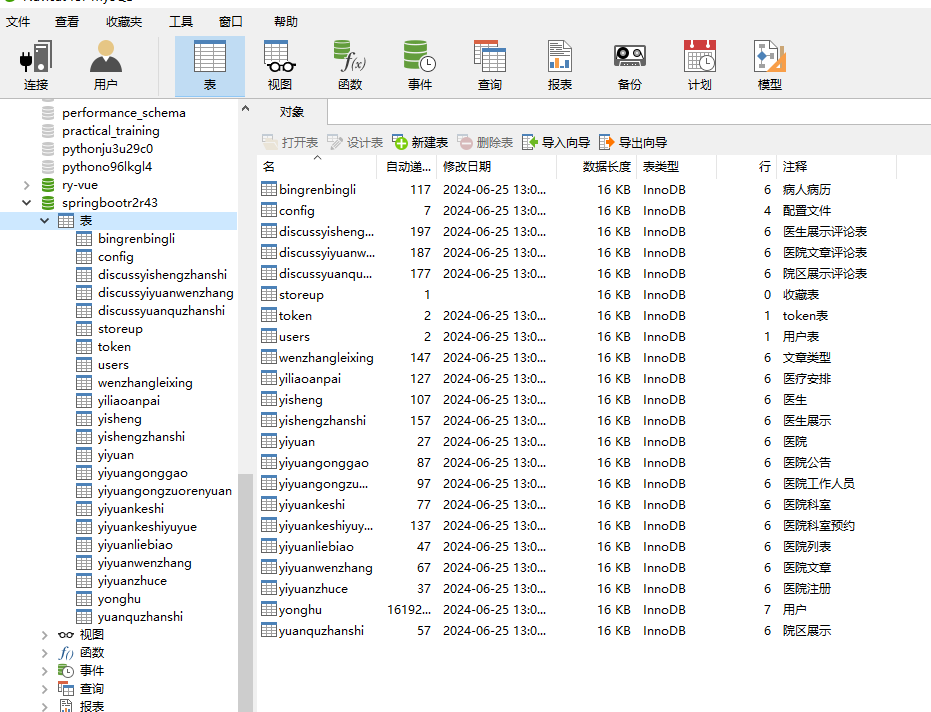 文件 查看 收藏夹 工具 窗口 帮助
连接 用户 表 视图 函数 事件 查询 报表 备份 计划 模型
performance_schema
practical_training
pythonju3u29c0
pythono96lkgl4
ry-vue
springbootr2r43
表
bingrenbingli
config
discussyishengzhanshi
discussyiyuanwenzhang
discussyuanquzhanshi
storeup
token
users
wenzhangleixing
yiliaoanpai
yisheng
yishengzhanshi
yiyuan
yiyuangonggao
yiyuangongzuorenyuan
yiyuankeshi
yiyuankeshiyuyue
yiyuanliebiao
yiyuanwenzhang
yiyuanzhuce
yonghu
yuanquzhanshi
视图
函数
事件
查询
报表
对象
打开表 设计表 新建表 删除表 导入向导 导出向导
名 自动递... 修改日期 数据长度 表类型 行 注释
bingrenbingli 117 2024-06-25 13:0... 16 KB InnoDB 6 病人病历
config 7 2024-06-25 13:0... 16 KB InnoDB 4 配置文件
discussyisheng... 197 2024-06-25 13:0... 16 KB InnoDB 6 医生展示评论表
discussyiyuanw... 187 2024-06-25 13:0... 16 KB InnoDB 6 医院文章评论表
discussyuanqu... 177 2024-06-25 13:0... 16 KB InnoDB 6 院区展示评论表
storeup 1 16 KB InnoDB 0 收藏表
token 2 2024-06-25 13:0... 16 KB InnoDB 1 token表
users 2 2024-06-25 13:0... 16 KB InnoDB 1 用户表
wenzhangleixing 147 2024-06-25 13:0... 16 KB InnoDB 6 文章类型
yiliaoanpai 127 2024-06-25 13:0... 16 KB InnoDB 6 医疗安排
yisheng 107 2024-06-25 13:0... 16 KB InnoDB 6 医生
yishengzhanshi 157 2024-06-25 13:0... 16 KB InnoDB 6 医生展示
yiyuan 27 2024-06-25 13:0... 16 KB InnoDB 6 医院
yiyuangonggao 87 2024-06-25 13:0... 16 KB InnoDB 6 医院公告
yiyuangongzu... 97 2024-06-25 13:0... 16 KB InnoDB 6 医院工作人员
yiyuankeshi 77 2024-06-25 13:0... 16 KB InnoDB 6 医院科室
yiyuankeshiyuy... 137 2024-06-25 13:0... 16 KB InnoDB 6 医院科室预约
yiyuanliebiao 47 2024-06-25 13:0... 16 KB InnoDB 6 医院列表
yiyuanwenzhang 67 2024-06-25 13:0... 16 KB InnoDB 6 医院文章
yiyuanzhuce 37 2024-06-25 13:0... 16 KB InnoDB 6 医院注册
yonghu 16192... 2024-06-25 13:0... 16 KB InnoDB 7 用户
yuanquzhanshi 57 2024-06-25 13:0... 16 KB InnoDB 6 院区展示